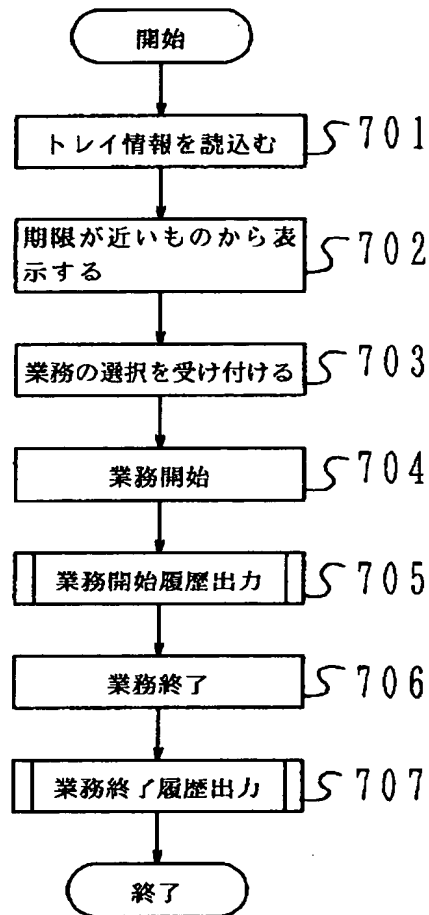 開始
トレイ情報を読込む 701
期限が近いものから表
示する 702
業務の選択を受け付ける 703
業務開始 704
業務開始履歴出力 705
業務終了 706
業務終了履歴出力 707
終了